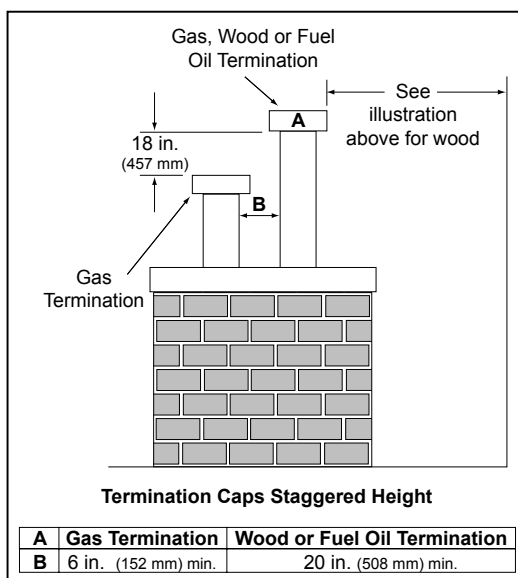 Gas, Wood or Fuel
Oil Termination
See
illustration
above for wood
A
18 in.
(457 mm)
B
Gas
Termination
Termination Caps Staggered Height
A Gas Termination Wood or Fuel Oil Termination
B 6 in. (152 mm) min. 20 in. (508 mm) min.